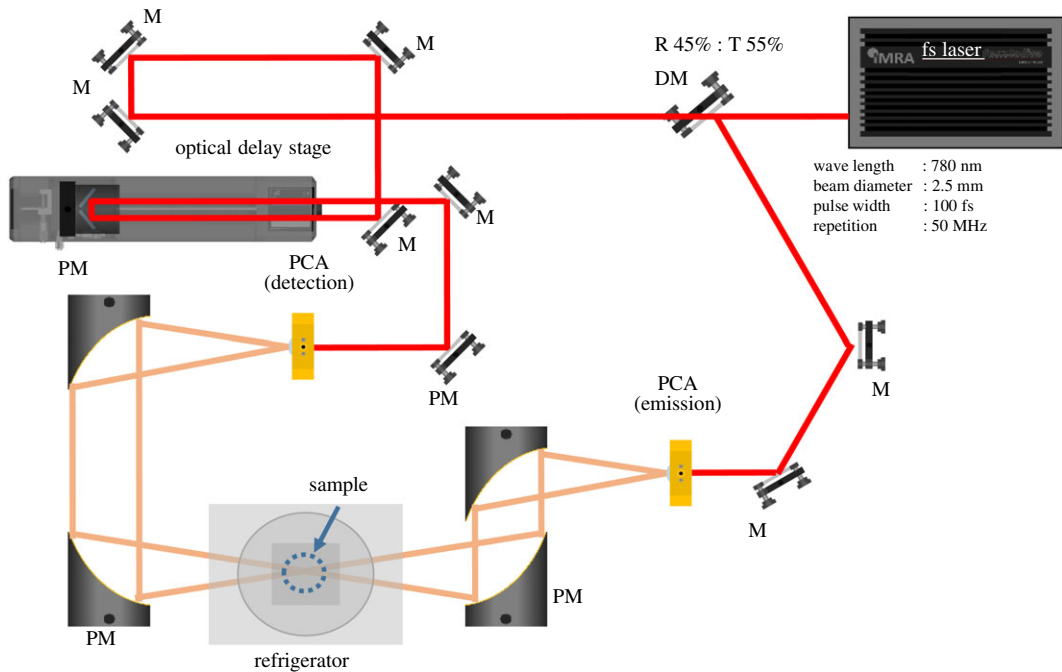 M
M
M
R 45% : T 55%
DM
fs laser
IMRA
wave length : 780 nm
beam diameter : 2.5 mm
pulse width : 100 fs
repetition : 50 MHz
optical delay stage
M
M
PM
PCA
(detection)
PM
PCA
(emission)
M
M
sample
PM
PM
refrigerator